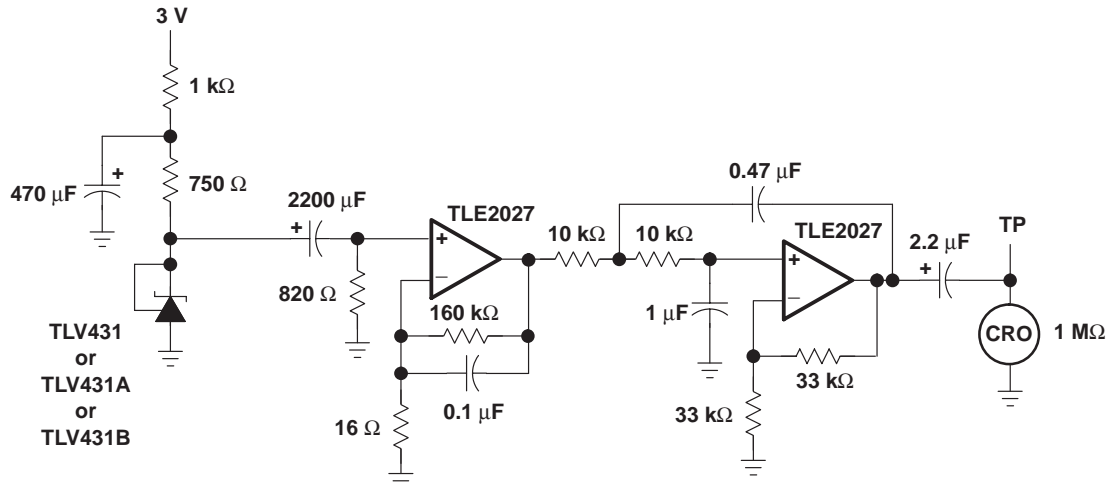 3 V
1 kΩ
470 μF
+
750 Ω
2200 μF
+
820 Ω
TLE2027
+
−
160 kΩ
0.1 μF
16 Ω
10 kΩ
10 kΩ
0.47 μF
1 μF
TLE2027
+
−
33 kΩ
33 kΩ
2.2 μF
+
TP
CRO
1 MΩ
TLV431
or
TLV431A
or
TLV431B